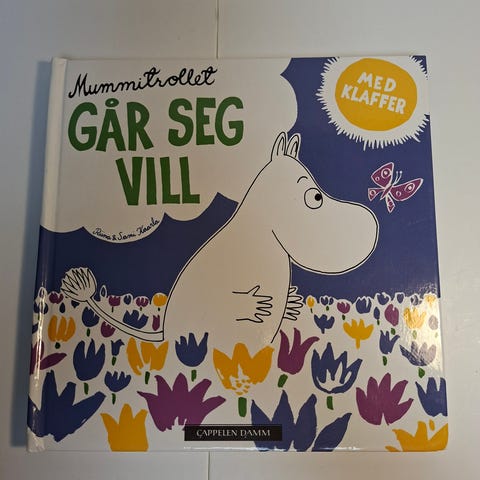 Mummitrollet
GÅR SEG
VILL
Riina & Sami Kaarla
MED
KLAFFER
CAPPELEN DAMM